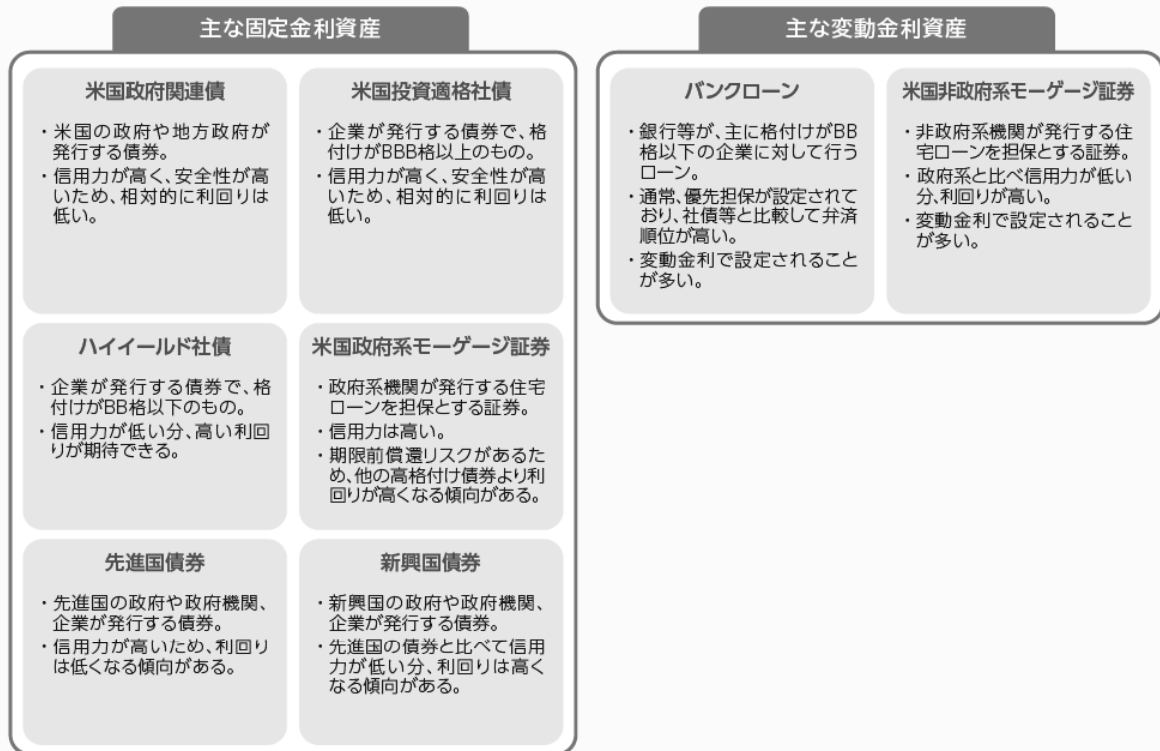 主な固定金利資産
米国政府関連債
・米国の政府や地方政府が
発行する債券。
・信用力が高く、安全性が高
いため、相対的に利回りは
低い。
米国投資適格社債
・企業が発行する債券で、格
付けがBBB格以上のもの。
・信用力が高く、安全性が高
いため、相対的に利回りは
低い。
ハイイールド社債
・企業が発行する債券で、格
付けがBB格以下のもの。
・信用力が低い分、高い利回
りが期待できる。
米国政府系モーゲージ証券
・政府系機関が発行する住宅
ローンを担保とする証券。
・信用力は高い。
・期限前償還リスクがあるた
め、他の高格付け債券より利
回りが高くなる傾向がある。
先進国債券
・先進国の政府や政府機関、
企業が発行する債券。
・信用力が高いため、利回り
は低くなる傾向がある。
新興国債券
・新興国の政府や政府機関、
企業が発行する債券。
・先進国の債券と比べて信用
力が低い分、利回りは高く
なる傾向がある。
主な変動金利資産
バンクローン
・銀行等が、主に格付けがBB
格以下の企業に対して行う
ローン。
・通常、優先担保が設定されて
おり、社債等と比較して弁済
順位が高い。
・変動金利で設定されること
が多い。
米国非政府系モーゲージ証券
・非政府系機関が発行する住
宅ローンを担保とする証券。
・政府系と比べ信用力が低い
分、利回りが高い。
・変動金利で設定されること
が多い。